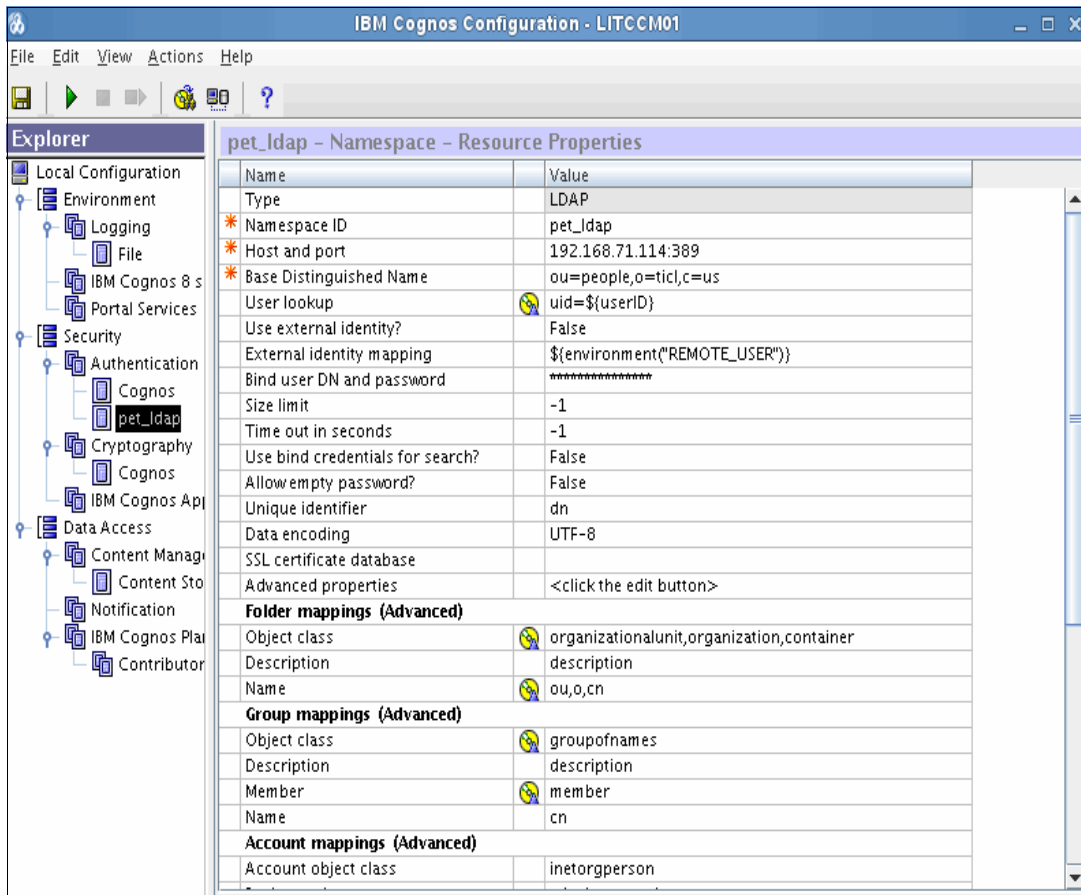 IBM Cognos Configuration - LITCCM01
File Edit View Actions Help
Explorer
Local Configuration
Environment
Logging
File
IBM Cognos 8 s
Portal Services
Security
Authentication
Cognos
pet_ldap
Cryptography
Cognos
IBM Cognos App
Data Access
Content Manag
Content Sto
Notification
IBM Cognos Plan
Contributor
pet_ldap – Namespace – Resource Properties
Name Value
Type LDAP
* Namespace ID pet_ldap
* Host and port 192.168.71.114:389
* Base Distinguished Name ou=people,o=ticl,c=us
User lookup uid=${userID}
Use external identity? False
External identity mapping ${environment("REMOTE_USER")}
Bind user DN and password ***************
Size limit -1
Time out in seconds -1
Use bind credentials for search? False
Allow empty password? False
Unique identifier dn
Data encoding UTF-8
SSL certificate database
Advanced properties <click the edit button>
Folder mappings (Advanced)
Object class organizationalunit,organization,container
Description description
Name ou,o,cn
Group mappings (Advanced)
Object class groupofnames
Description description
Member member
Name cn
Account mappings (Advanced)
Account object class inetorgperson